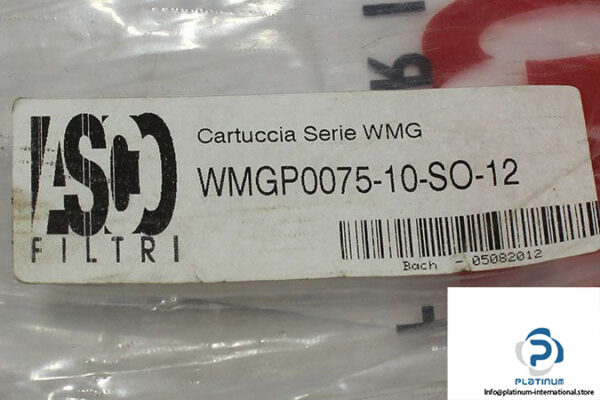 ASCO
FILTRI
Cartuccia Serie WMG
WMGP0075-10-SO-12
Bach - 05082012
PLATINUM
Info@platinum-international.store